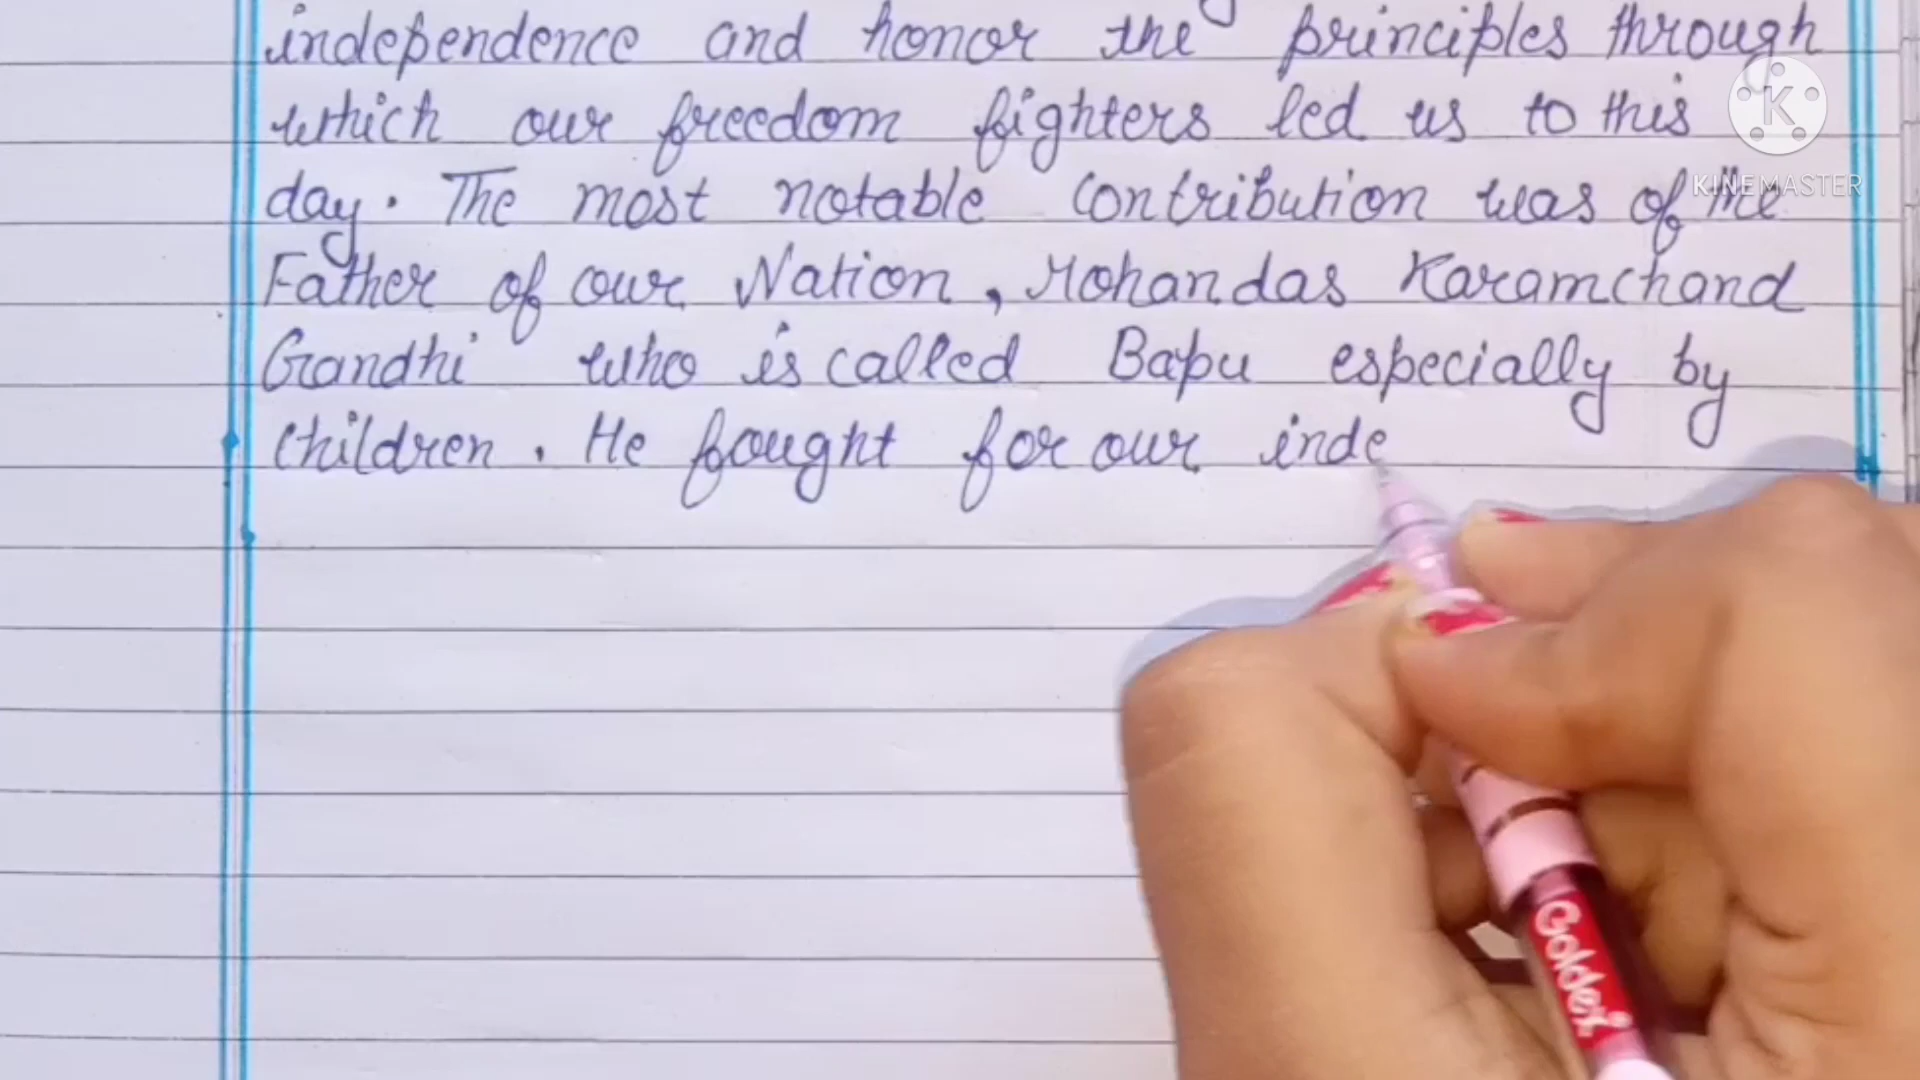 independence and honor the principles through
which our freedom fighters led us to this
day. The most notable contribution was of the
Father of our Nation, Mohandas Karamchand
Gandhi who is called Bapu especially by
children. He fought for our inde
K
KINEMASTER
Goldex